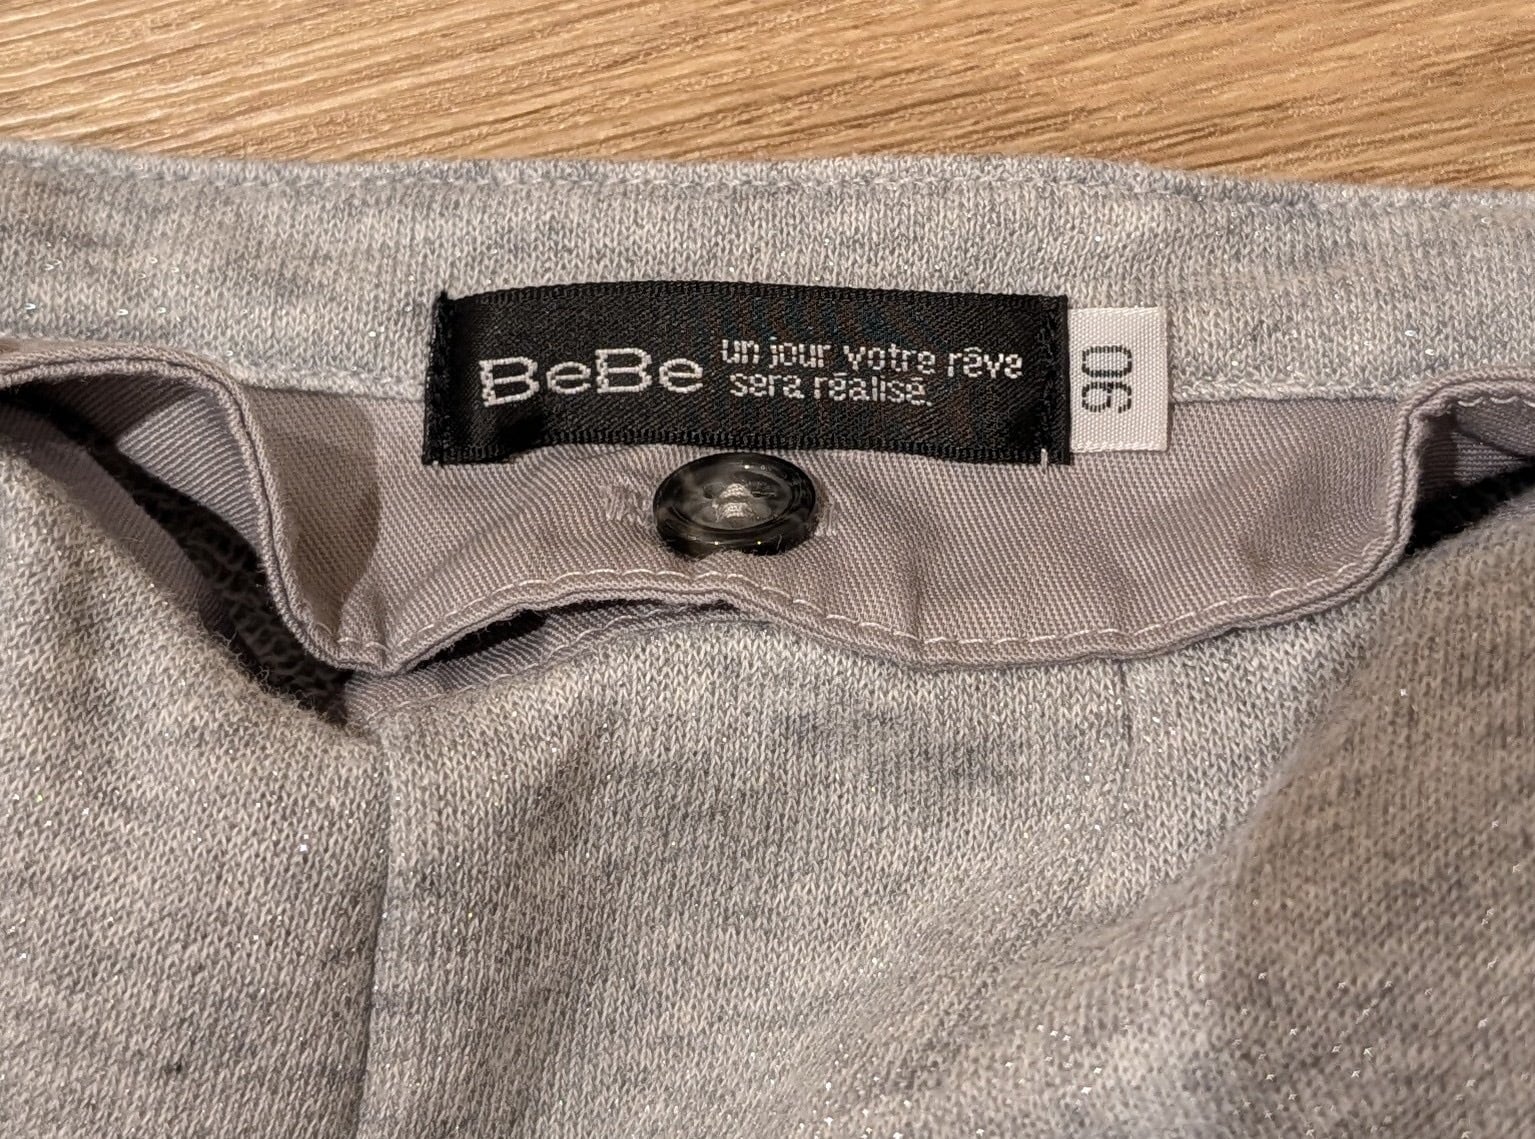 BeBe
un jour votre rêve
sera réalisé.
90